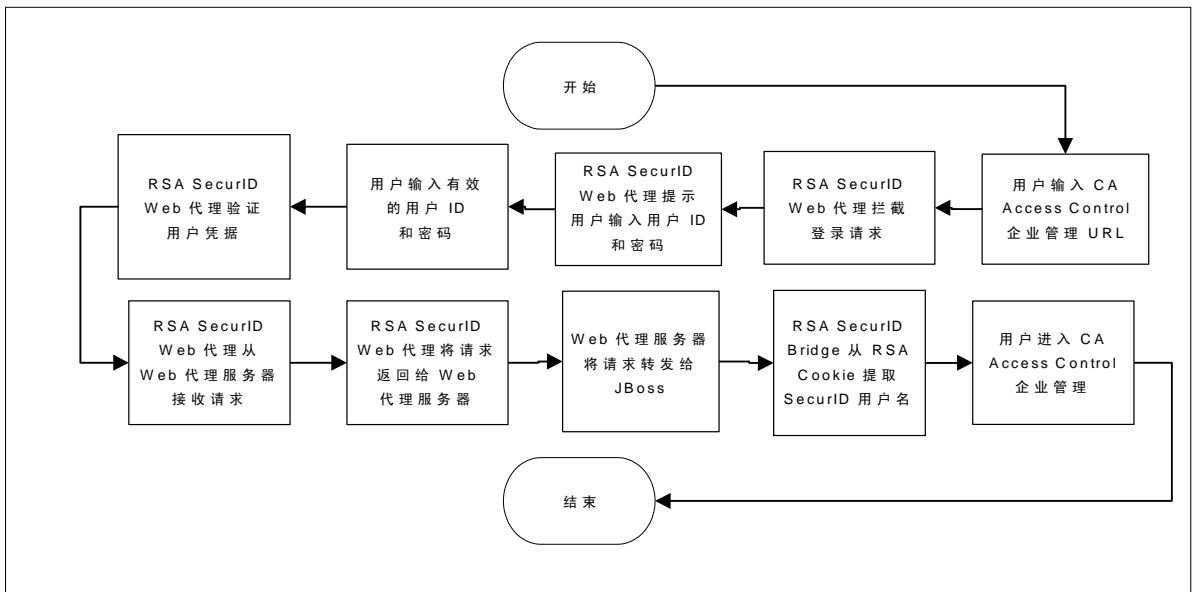 开始
用户输入 CA
Access Control
企业管理 URL
RSA SecurID
Web 代理拦截
登录请求
RSA SecurID
Web 代理提示
用户输入用户 ID
和密码
用户输入有效
的用户 ID
和密码
RSA SecurID
Web 代理验证
用户凭据
RSA SecurID
Web 代理从
Web 代理服务器
接收请求
RSA SecurID
Web 代理将请求
返回给 Web
代理服务器
Web 代理服务器
将请求转发给
JBoss
RSA SecurID
Bridge 从 RSA
Cookie 提取
SecurID 用户名
用户进入 CA
Access Control
企业管理
结束